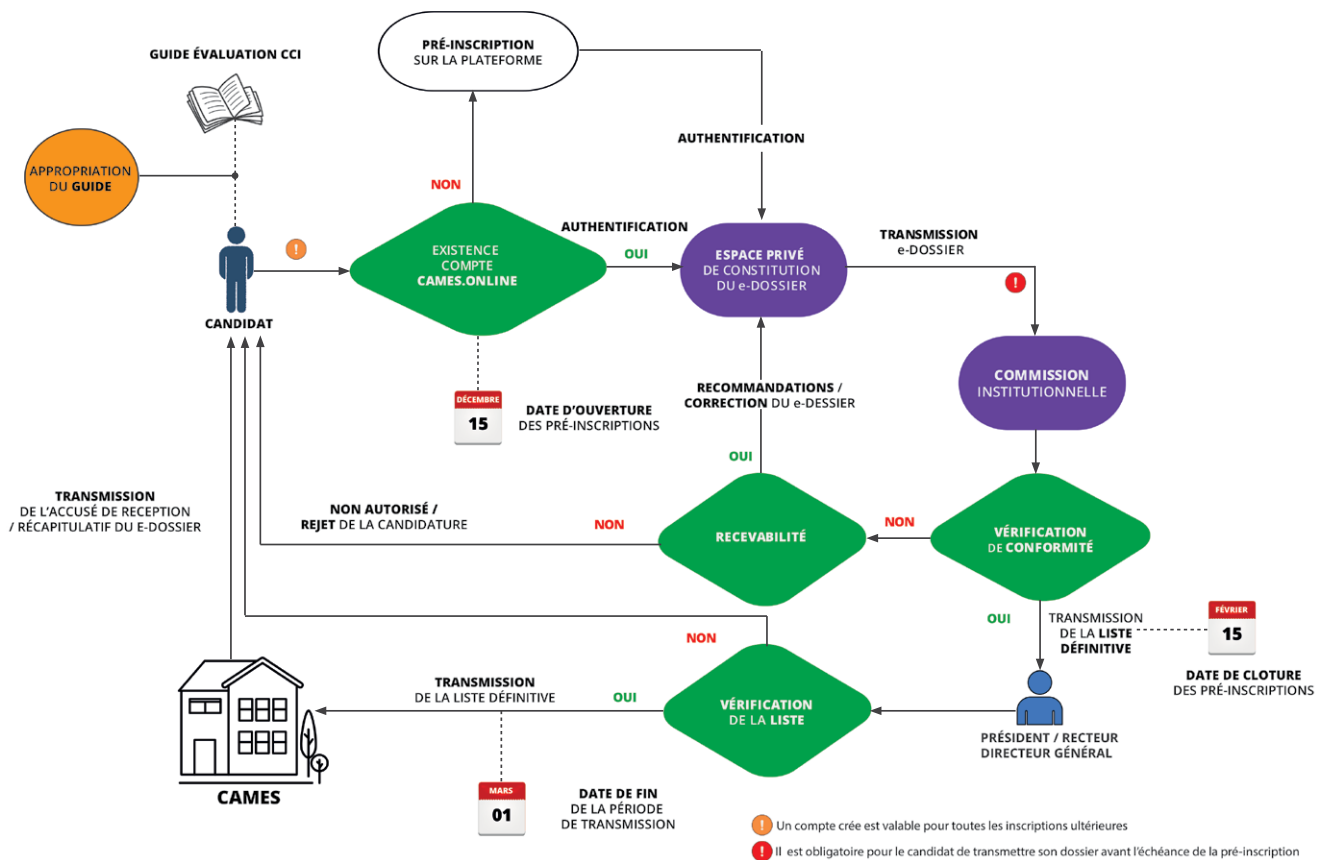 GUIDE ÉVALUATION CCI
PRÉ-INSCRIPTION
SUR LA PLATEFORME
APPROPRIATION
DU GUIDE
AUTHENTIFICATION
NON
EXISTENCE
COMPTE
CAMES.ONLINE
AUTHENTIFICATION
OUI
ESPACE PRIVÉ
DE CONSTITUTION
DU e-DOSSIER
TRANSMISSION
e-DOSSIER
!
!
CANDIDAT
COMMISSION
INSTITUTIONNELLE
DÉCEMBRE
15
DATE D'OUVERTURE
DES PRÉ-INSCRIPTIONS
RECOMMANDATIONS /
CORRECTION DU e-DESSIER
OUI
TRANSMISSION
DE L'ACCUSÉ DE RECEPTION
/ RÉCAPITULATIF DU E-DOSSIER
NON AUTORISÉ /
REJET DE LA CANDIDATURE
NON
RECEVABILITÉ
NON
VÉRIFICATION
DE CONFORMITÉ
OUI
TRANSMISSION
DE LA LISTE
DÉFINITIVE
FÉVRIER
15
DATE DE CLOTURE
DES PRÉ-INSCRIPTIONS
NON
TRANSMISSION
DE LA LISTE DÉFINITIVE
OUI
VÉRIFICATION
DE LA LISTE
PRÉSIDENT / RECTEUR
DIRECTEUR GÉNÉRAL
CAMES
MARS
01
DATE DE FIN
DE LA PÉRIODE
DE TRANSMISSION
! Un compte crée est valable pour toutes les inscriptions ultérieures
! Il est obligatoire pour le candidat de transmettre son dossier avant l'échéance de la pré-inscription